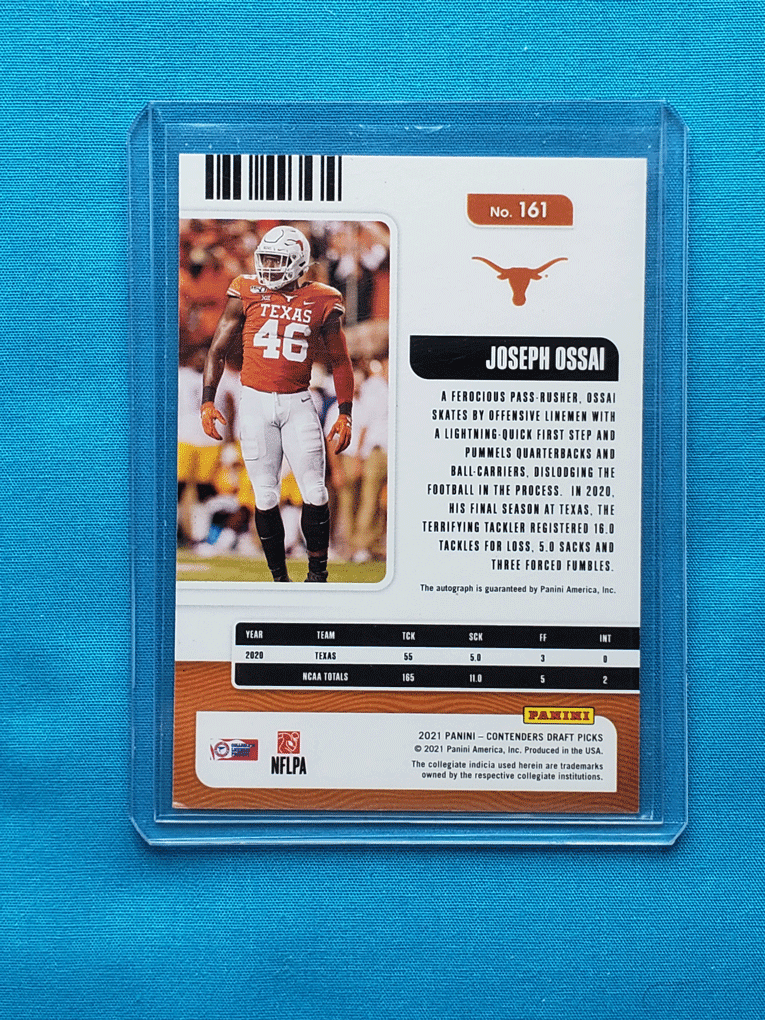 No. 161
TEXAS
46
JOSEPH OSSAI
A FEROCIOUS PASS-RUSHER, OSSAI
SKATES BY OFFENSIVE LINEMEN WITH
A LIGHTNING-QUICK FIRST STEP AND
PUMMELS QUARTERBACKS AND
BALL-CARRIERS, DISLODGING THE
FOOTBALL IN THE PROCESS. IN 2020,
HIS FINAL SEASON AT TEXAS, THE
TERRIFYING TACKLER REGISTERED 16.0
TACKLES FOR LOSS, 5.0 SACKS AND
THREE FORCED FUMBLES.
The autograph is guaranteed by Panini America, Inc.
YEAR TEAM TCK SCK FF INT
2020 TEXAS 55 5.0 3 0
NCAA TOTALS 165 11.0 5 2
PANINI
2021 PANINI – CONTENDERS DRAFT PICKS
© 2021 Panini America, Inc. Produced in the USA.
The collegiate indicia used herein are trademarks
owned by the respective collegiate institutions.
NFLPA